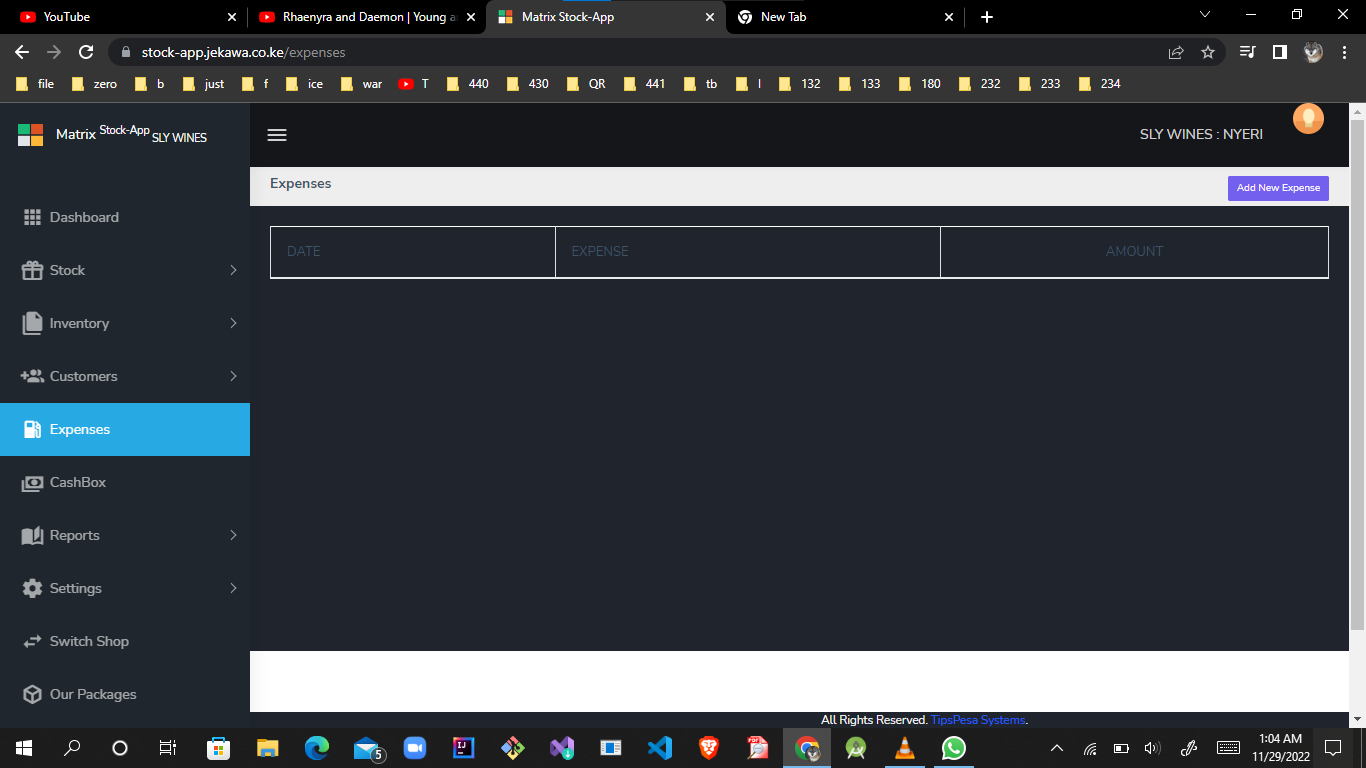 YouTube
Rhaenyra and Daemon | Young a
Matrix Stock-App
New Tab
stock-app.jekawa.co.ke/expenses
file zero b just f ice war T 440 430 QR 441 tb l 132 133 180 232 233 234
Matrix Stock-App SLY WINES
SLY WINES : NYERI
Expenses
Add New Expense
DATE EXPENSE AMOUNT
Dashboard
Stock
Inventory
Customers
Expenses
CashBox
Reports
Settings
Switch Shop
Our Packages
All Rights Reserved. TipsPesa Systems.
5
1:04 AM
11/29/2022